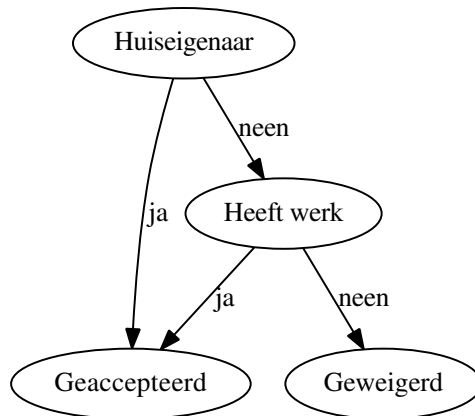 Huiseigenaar
neen
ja
Heeft werk
ja
neen
Geaccepteerd
Geweigerd